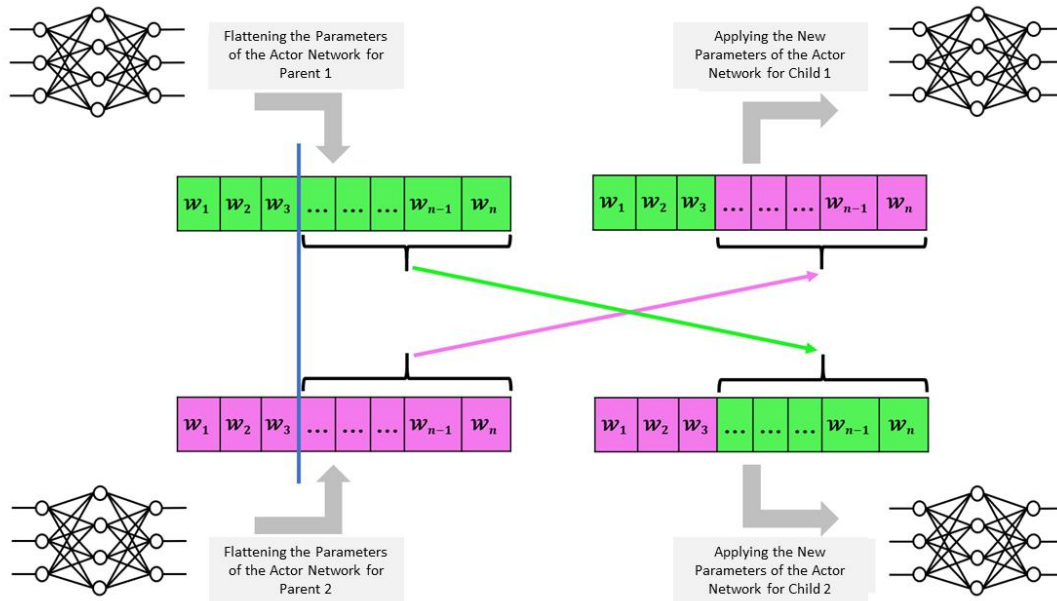 Flattening the Parameters
of the Actor Network for
Parent 1
Applying the New
Parameters of the Actor
Network for Child 1
w₁ w₂ w₃ ... ... ... wₙ₋₁ wₙ
w₁ w₂ w₃ ... ... ... wₙ₋₁ wₙ
w₁ w₂ w₃ ... ... ... wₙ₋₁ wₙ
w₁ w₂ w₃ ... ... ... wₙ₋₁ wₙ
Flattening the Parameters
of the Actor Network for
Parent 2
Applying the New
Parameters of the Actor
Network for Child 2